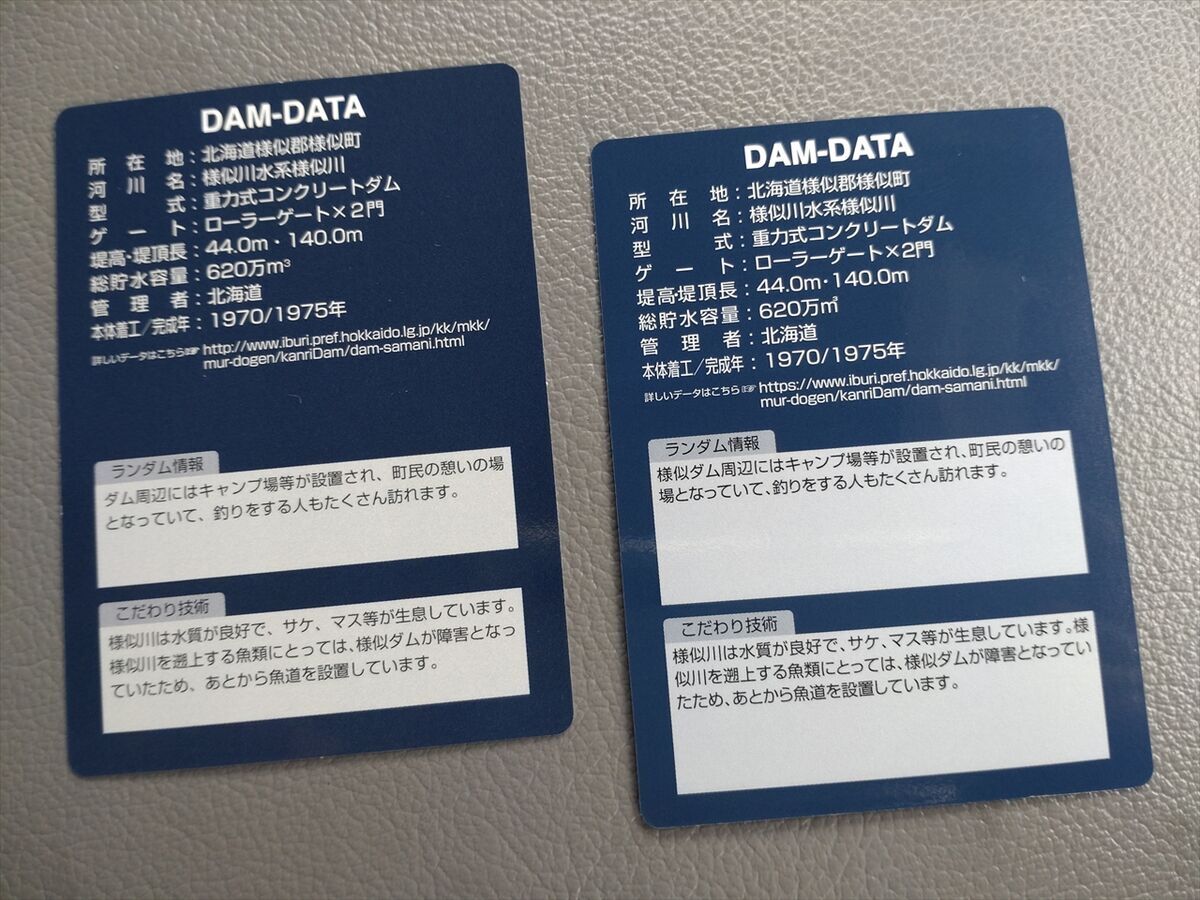 DAM-DATA
所在地：北海道様似郡様似町
河川名：様似川水系様似川
型式：重力式コンクリートダム
ゲート：ローラーゲート×2門
堤高・堤頂長：44.0m・140.0m
総貯水容量：620万m³
管理者：北海道
本体着工／完成年：1970/1975年
詳しいデータはこちら☞ http://www.iburi.pref.hokkaido.lg.jp/kk/mkk/
mur-dogen/kanriDam/dam-samani.html
ランダム情報
ダム周辺にはキャンプ場等が設置され、町民の憩いの場
となっていて、釣りをする人もたくさん訪れます。
こだわり技術
様似川は水質が良好で、サケ、マス等が生息しています。
様似川を遡上する魚類にとっては、様似ダムが障害となっ
ていたため、あとから魚道を設置しています。
DAM-DATA
所在地：北海道様似郡様似町
河川名：様似川水系様似川
型式：重力式コンクリートダム
ゲート：ローラーゲート×2門
堤高・堤頂長：44.0m・140.0m
総貯水容量：620万㎥
管理者：北海道
本体着工／完成年：1970/1975年
詳しいデータはこちら☞ https://www.iburi.pref.hokkaido.lg.jp/kk/mkk/
mur-dogen/kanriDam/dam-samani.html
ランダム情報
様似ダム周辺にはキャンプ場等が設置され、町民の憩いの
場となっていて、釣りをする人もたくさん訪れます。
こだわり技術
様似川は水質が良好で、サケ、マス等が生息しています。様
似川を遡上する魚類にとっては、様似ダムが障害となってい
たため、あとから魚道を設置しています。